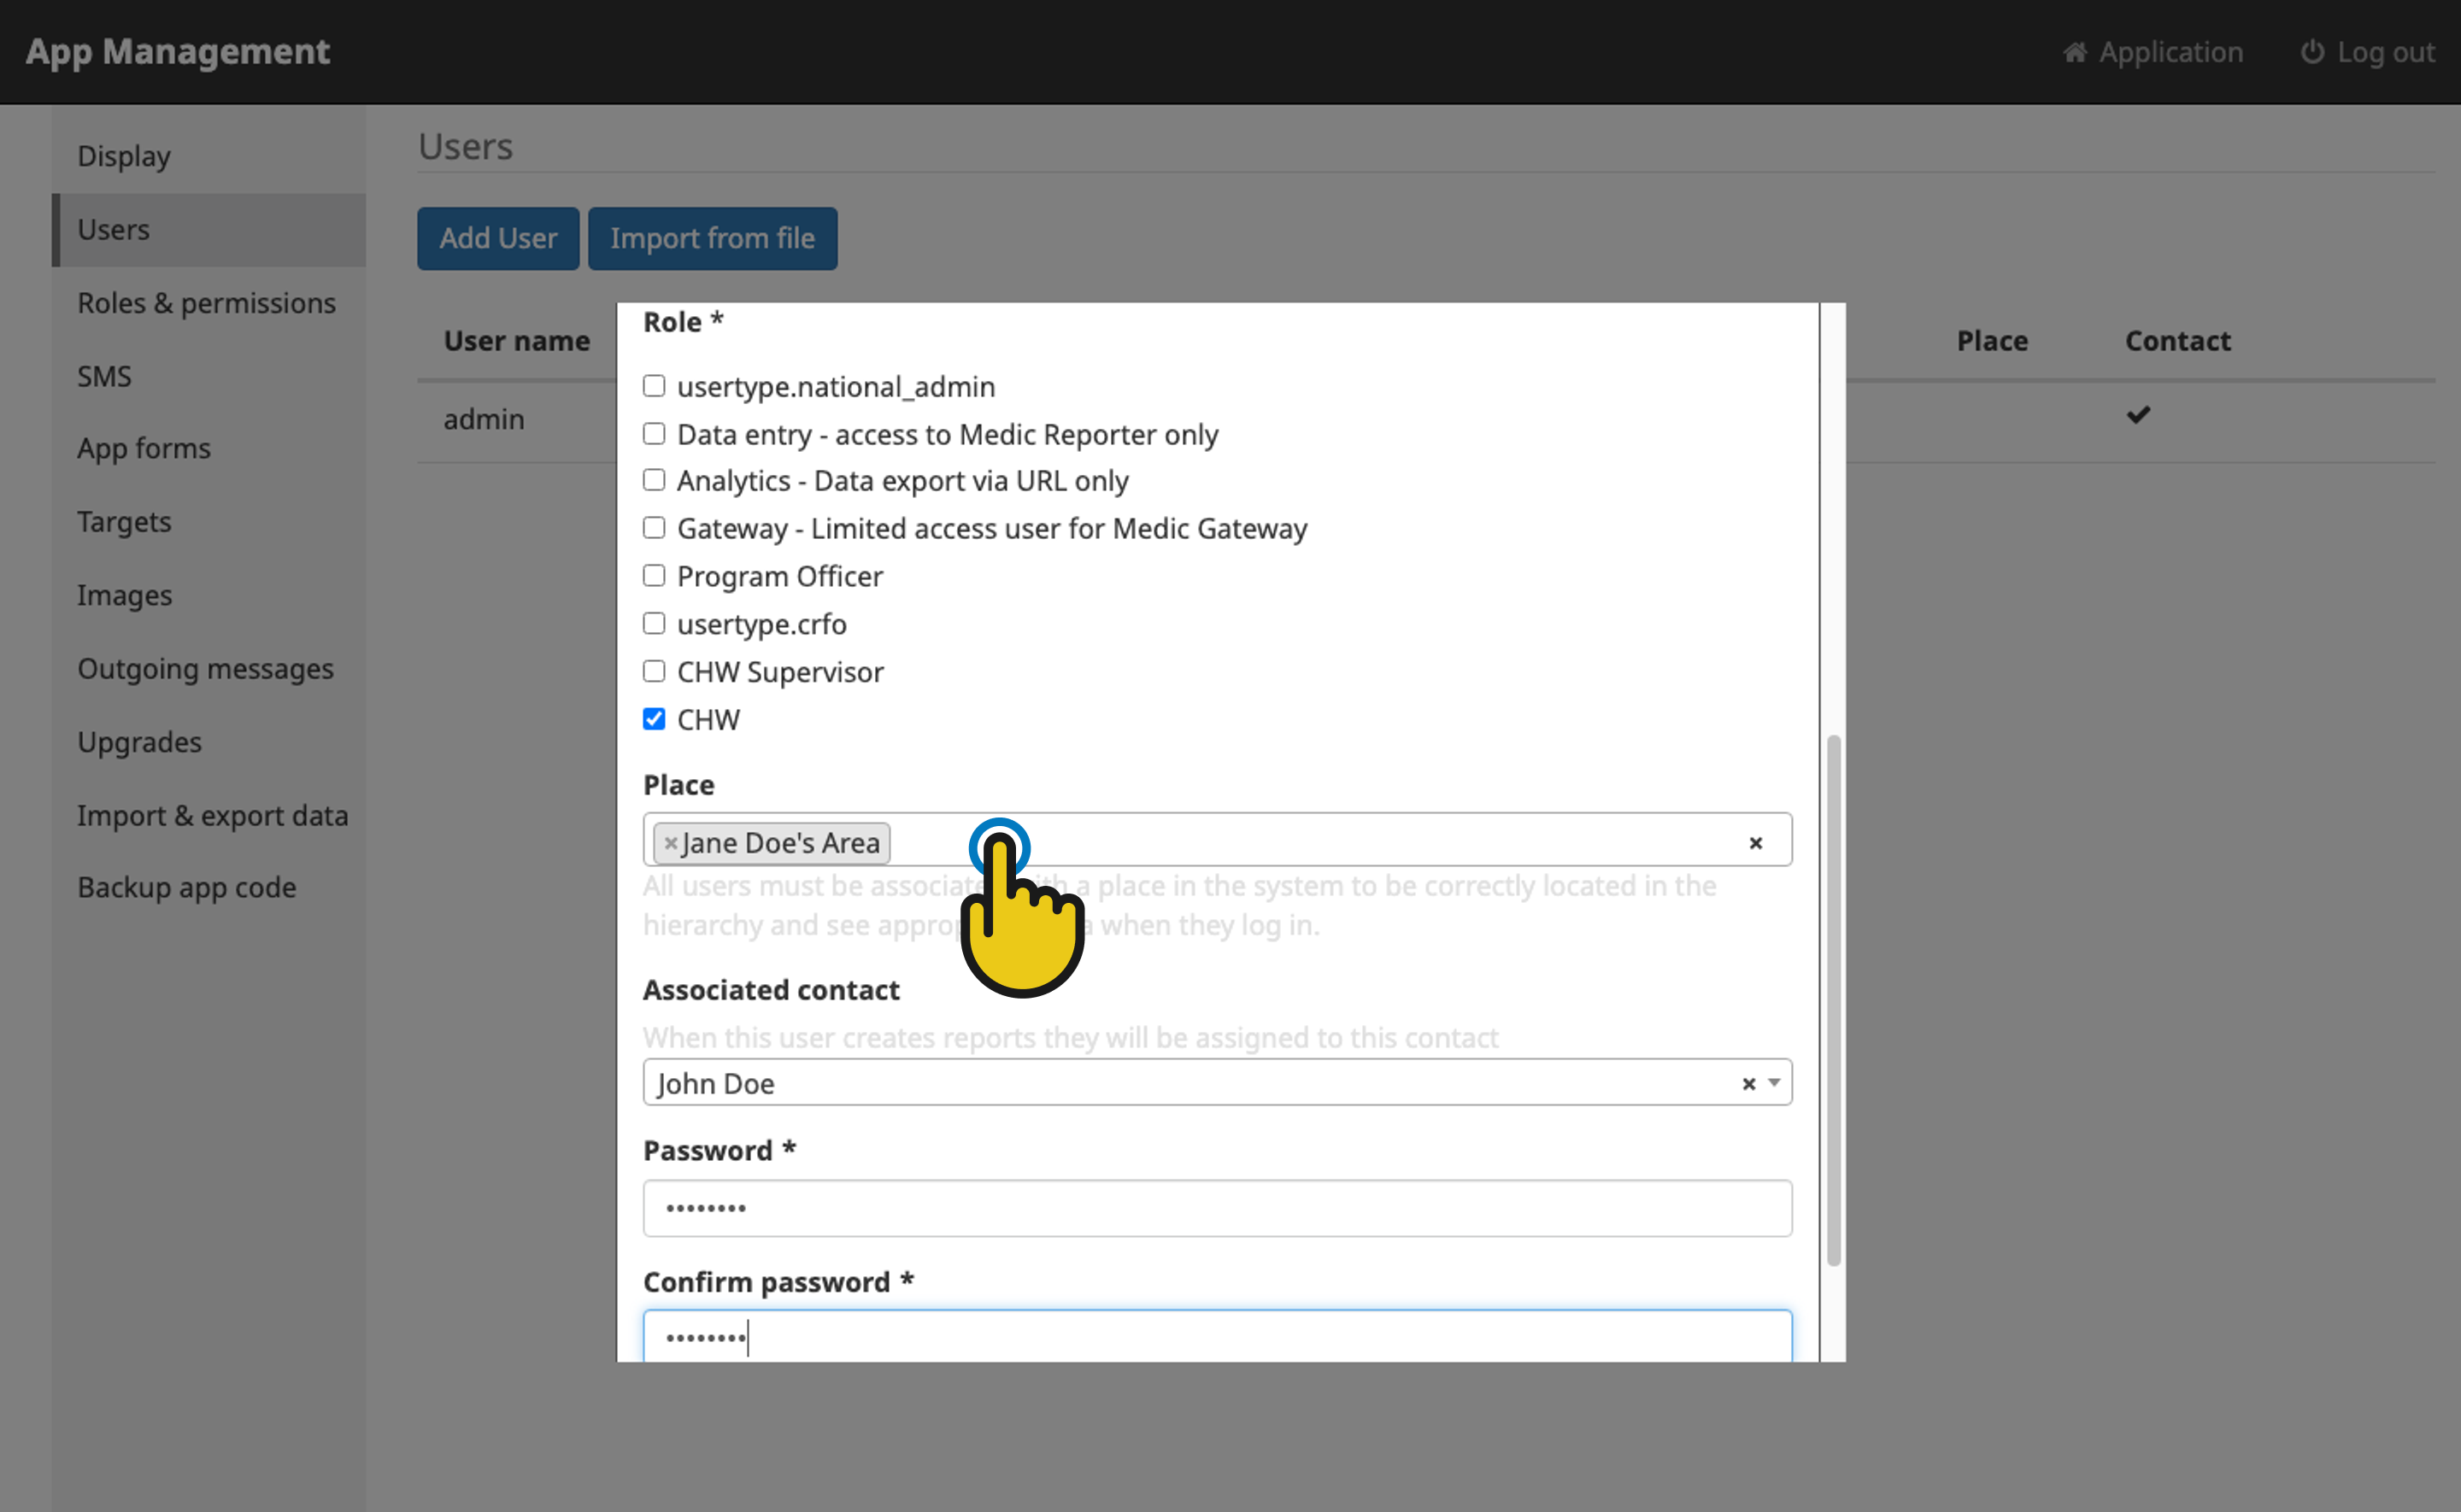 App Management
Application
Log out
Display
Users
Roles & permissions
SMS
App forms
Targets
Images
Outgoing messages
Upgrades
Import & export data
Backup app code
Users
Add User
Import from file
User name
Place
Contact
admin
Role *
usertype.national_admin
Data entry - access to Medic Reporter only
Analytics - Data export via URL only
Gateway - Limited access user for Medic Gateway
Program Officer
usertype.crfo
CHW Supervisor
CHW
Place
×Jane Doe's Area ×
All users must be a place in the system to be correctly located in the
hierarchy and see when they log in.
Associated contact
When this user creates reports they will be assigned to this contact
John Doe ×
Password *
••••••••
Confirm password *
••••••••